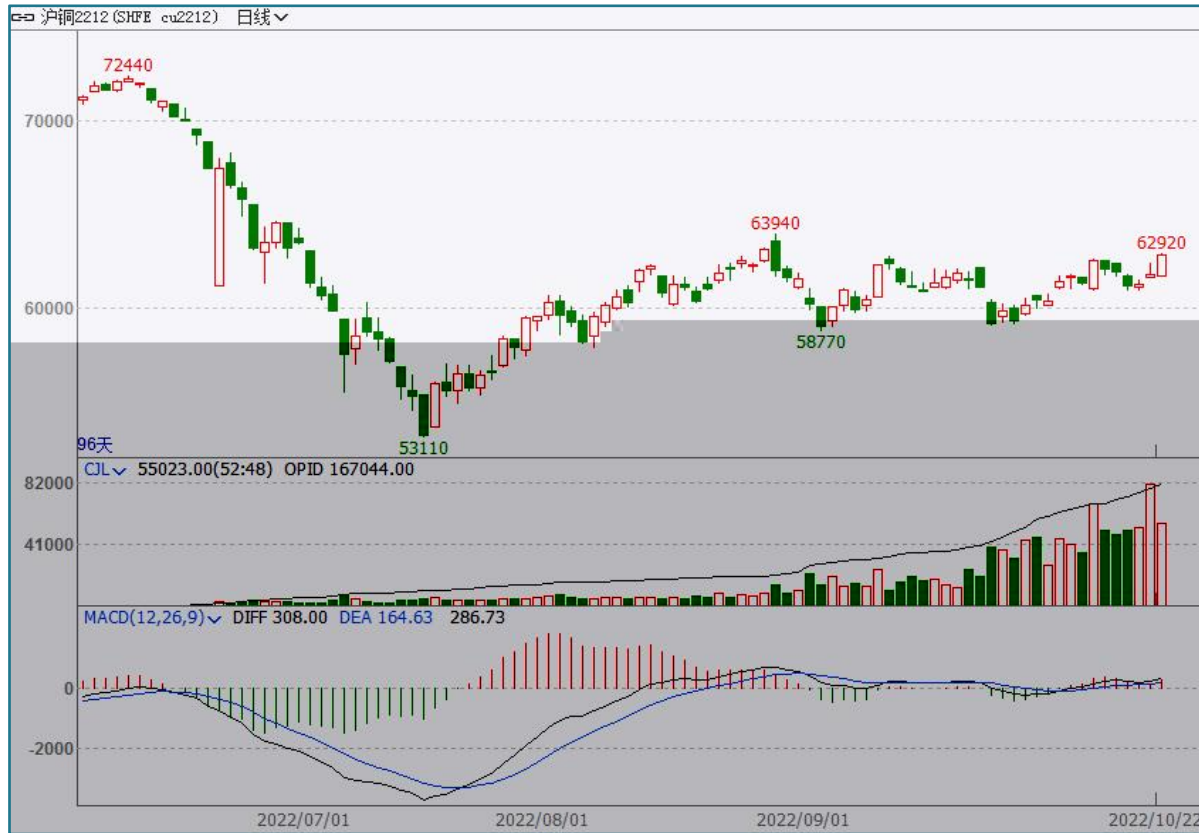 沪铜2212(SHFE cu2212) 日线
72440
70000
63940
62920
60000
58770
53110
96天
CJL 55023.00(52:48) OPID 167044.00
82000
41000
MACD(12,26,9) DIFF 308.00 DEA 164.63 286.73
0
-2000
2022/07/01 2022/08/01 2022/09/01 2022/10/22